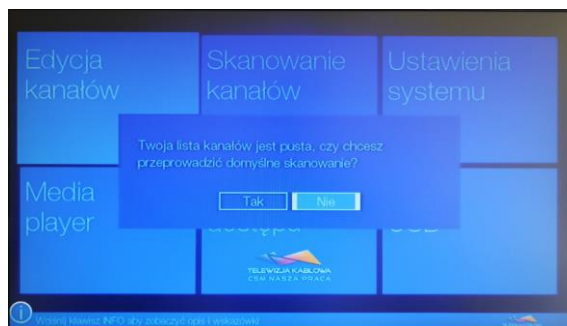 Edycja
kanałów
Skanowanie
kanałów
Ustawienia
systemu
Twoja lista kanałów jest pusta, czy chcesz
przeprowadzić domyślne skanowanie?
Tak
Nie
Media
player
TELEWIZJA KABLOWA
CSM NASZA PRACA
Wciśnij klawisz INFO aby zobaczyć opis i wskazówki